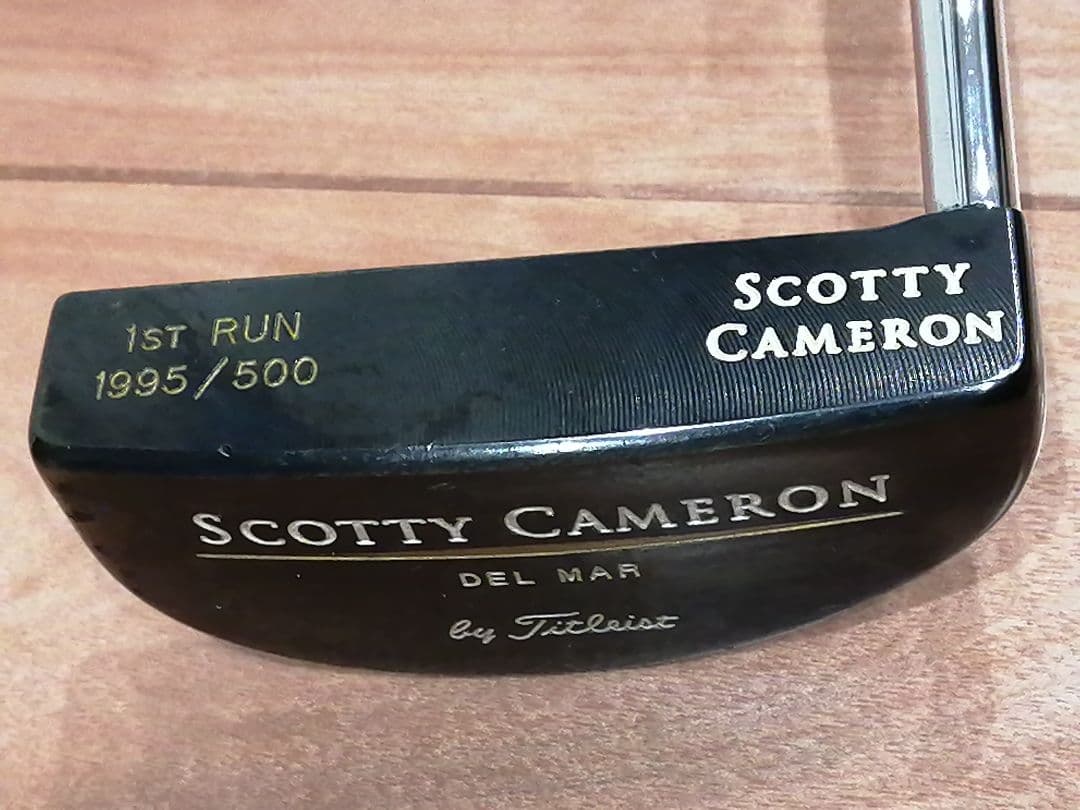 1ST RUN
1995/500
SCOTTY
CAMERON
SCOTTY CAMERON
DEL MAR
by Titleist